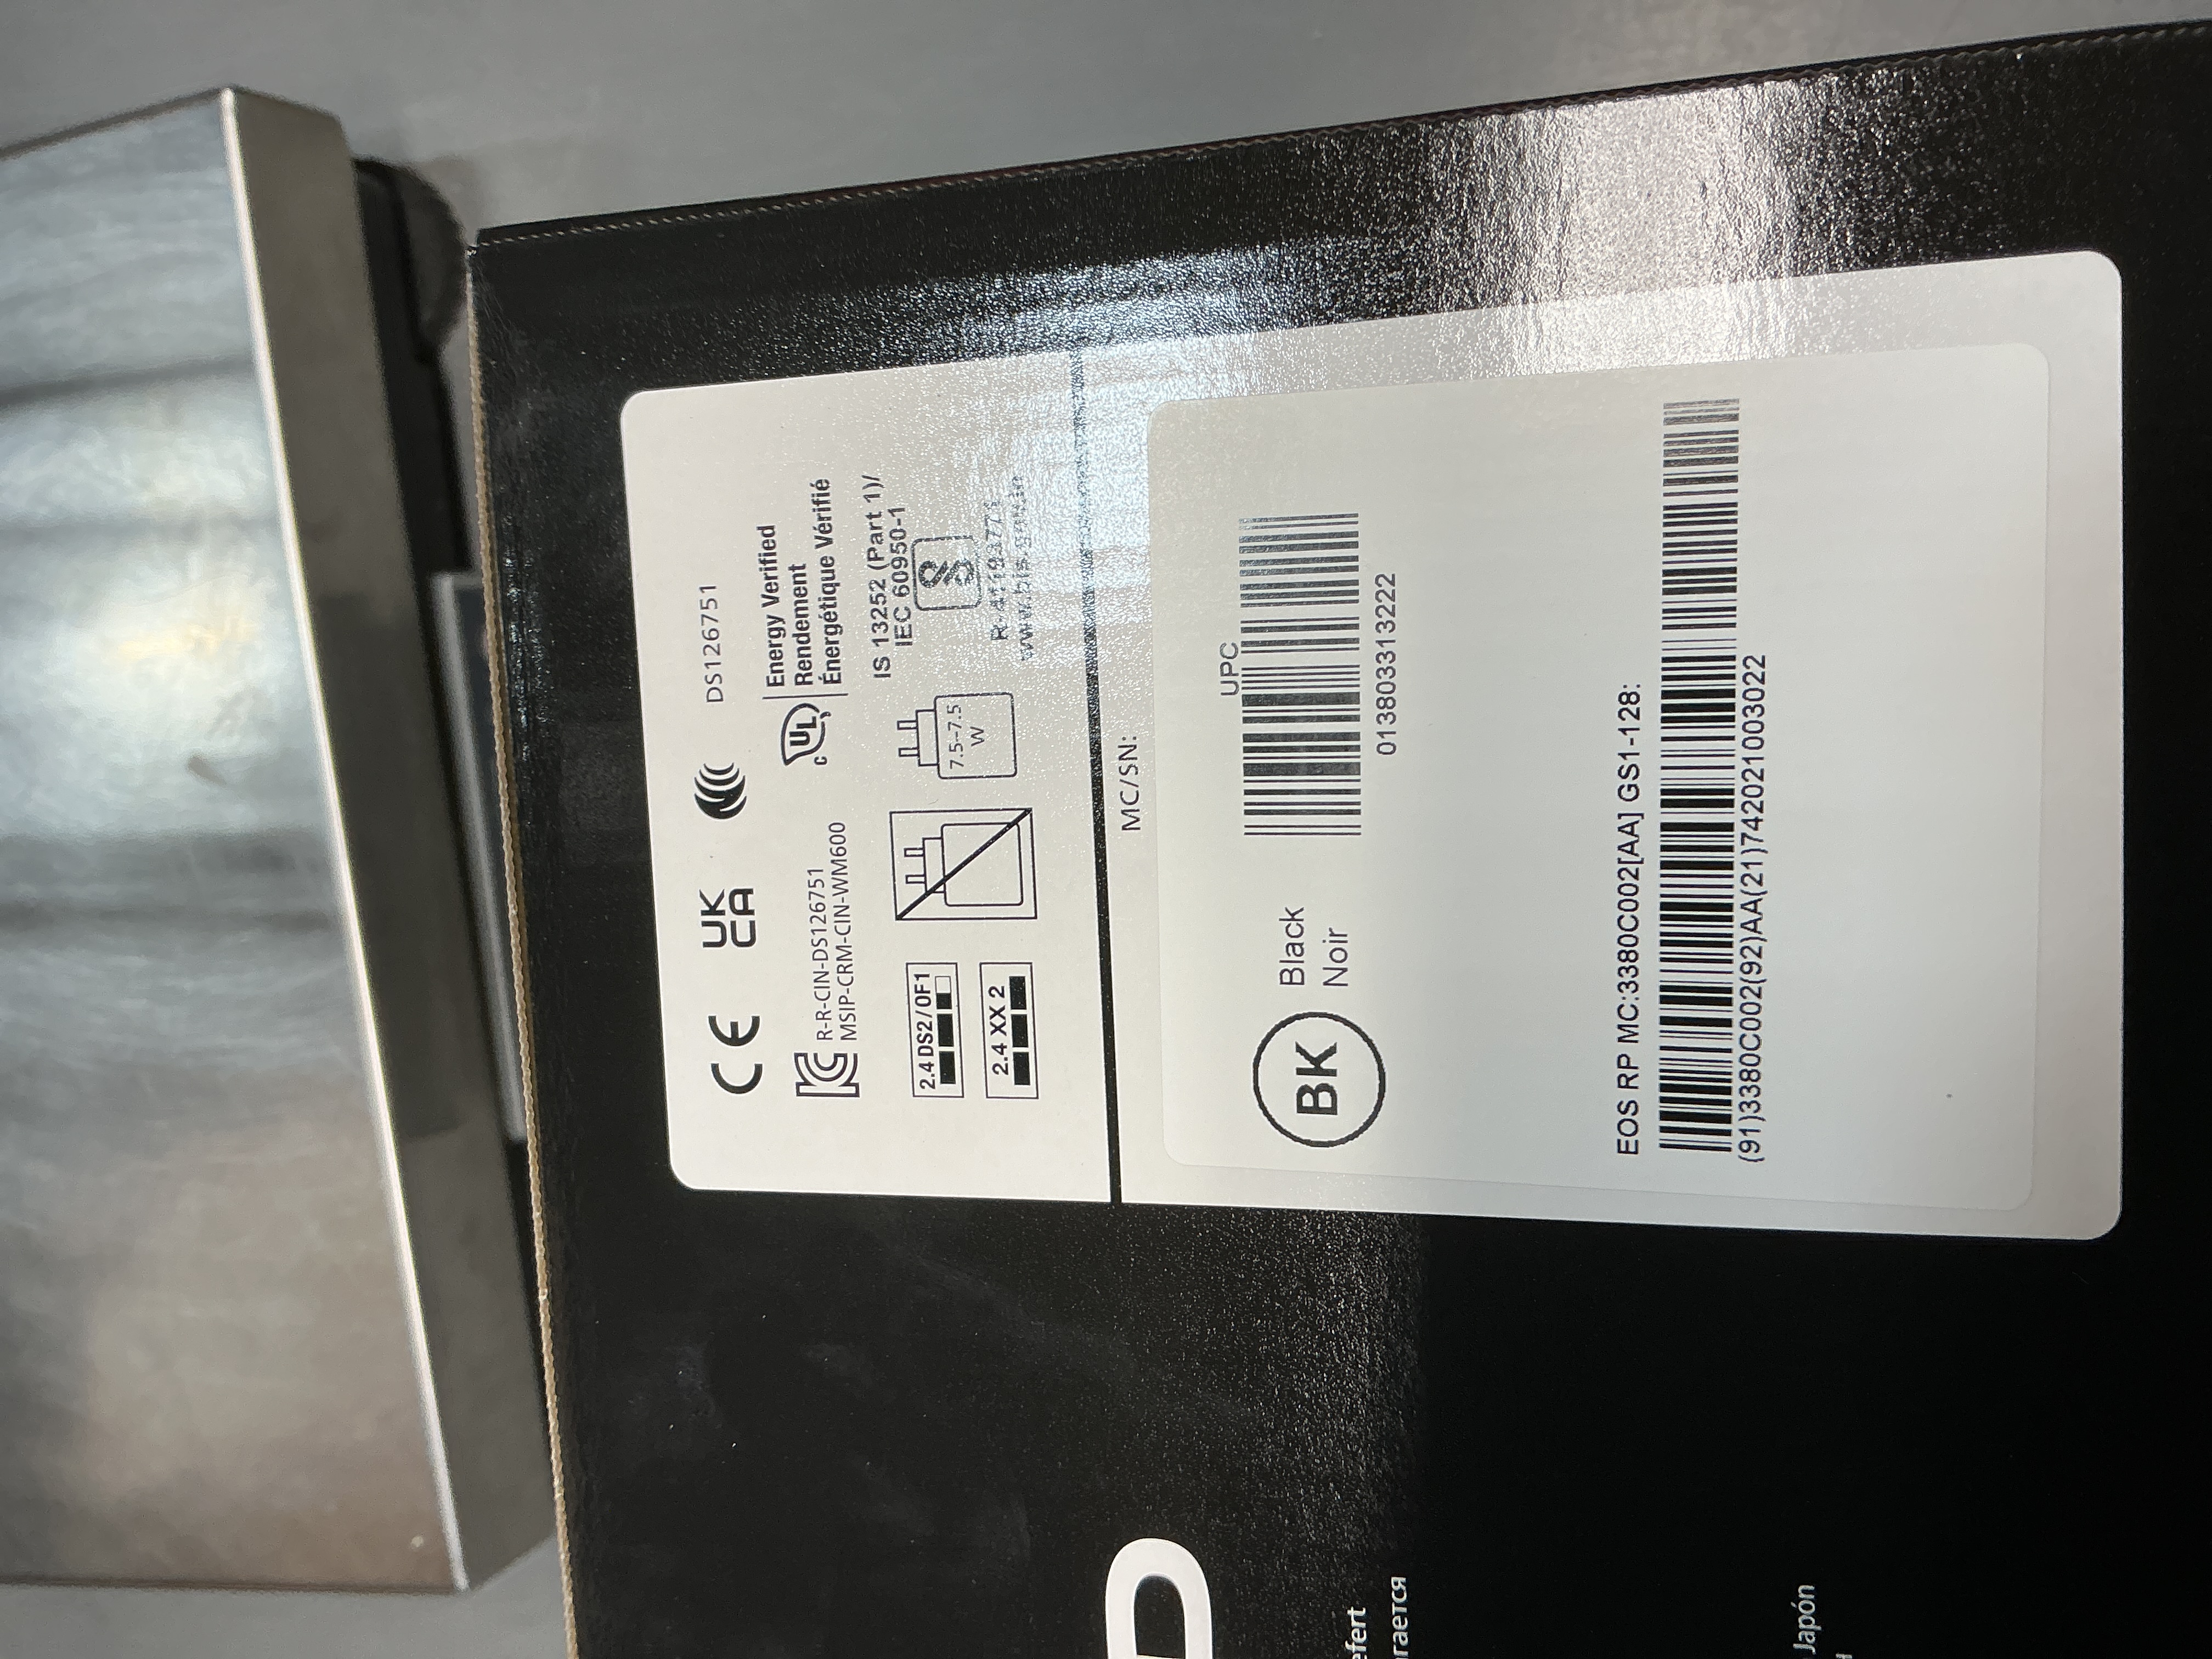 CE UK CA DS126751
R-R-CIN-DS126751
MSIP-CRM-CIN-WM600
c UL Energy Verified
Rendement
Énergétique Vérifié
2.4 DS2/OF1
2.4 XX 2
7.5–7.5
W
IS 13252 (Part 1)/
IEC 60950-1
MC/SN:
BK
Black
Noir
UPC
013803313222
EOS RP MC:3380C002[AA] GS1-128:
(91)3380C002(92)AA(21)742021003022
Japón